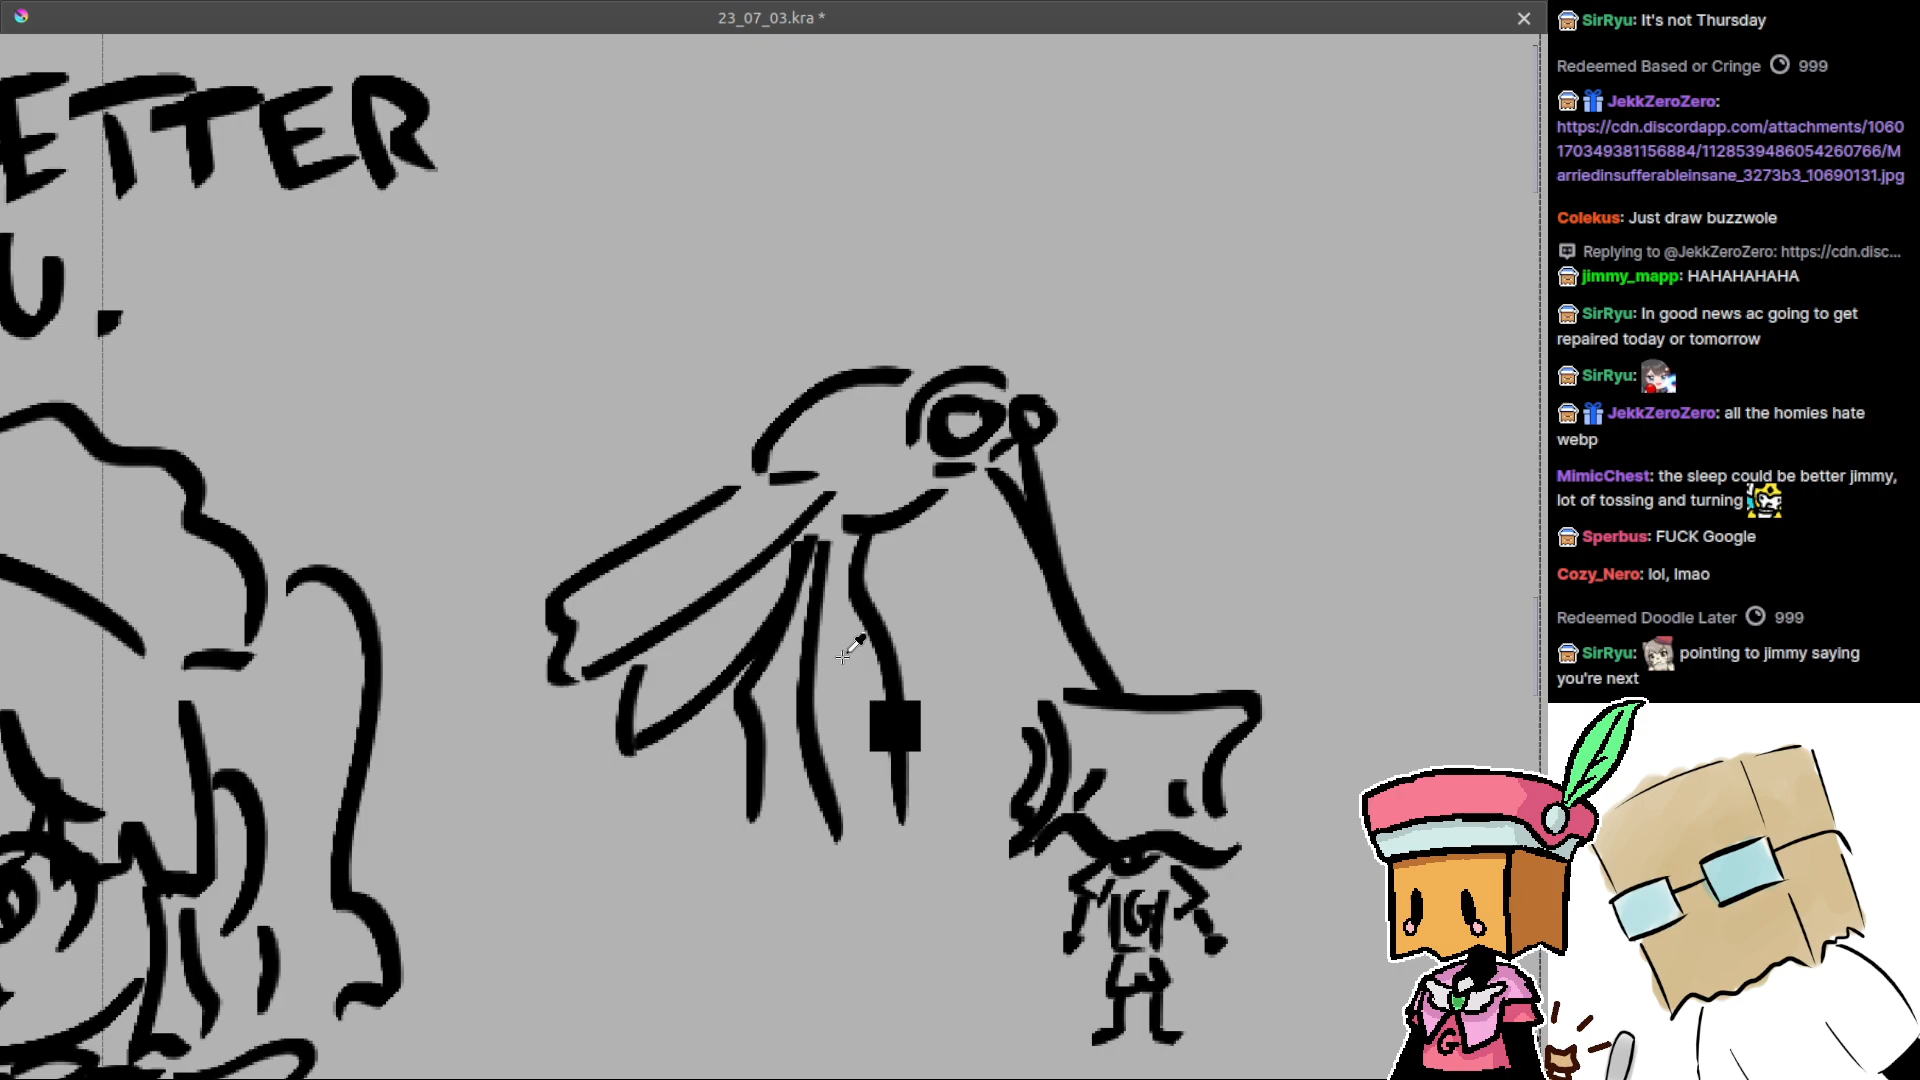 23_07_03.kra *
ETTER
U.
G
SirRyu: It's not Thursday
Redeemed Based or Cringe 999
JekkZeroZero:
https://cdn.discordapp.com/attachments/1060
170349381156884/1128539486054260766/M
arriedinsufferableinsane_3273b3_10690131.jpg
Colekus: Just draw buzzwole
Replying to @JekkZeroZero: https://cdn.disc...
jimmy_mapp: HAHAHAHAHA
SirRyu: In good news ac going to get
repaired today or tomorrow
SirRyu:
JekkZeroZero: all the homies hate
webp
MimicChest: the sleep could be better jimmy,
lot of tossing and turning
Sperbus: FUCK Google
Cozy_Nero: lol, lmao
Redeemed Doodle Later 999
SirRyu: pointing to jimmy saying
you're next
G